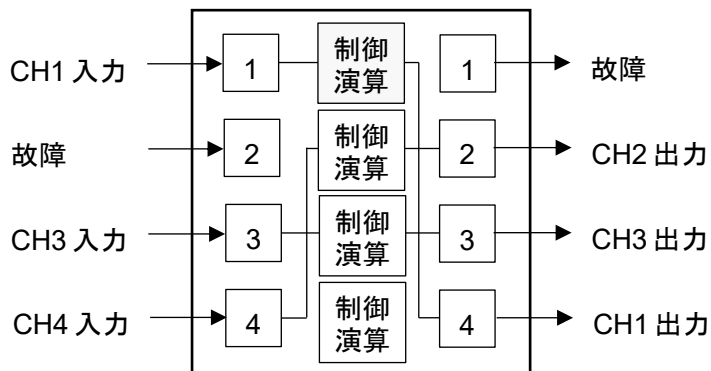 CH1 入力
1
制御
演算
1
故障
故障
2
制御
演算
2
CH2 出力
CH3 入力
3
制御
演算
3
CH3 出力
CH4 入力
4
制御
演算
4
CH1 出力